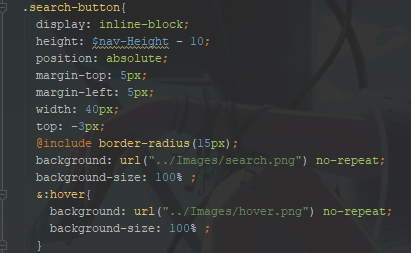 .search-button{
display: inline-block;
height: $nav-Height - 10;
position: absolute;
margin-top: 5px;
margin-left: 5px;
width: 40px;
top: -3px;
@include border-radius(15px);
background: url("../Images/search.png") no-repeat;
background-size: 100% ;
&:hover{
background: url("../Images/hover.png") no-repeat;
background-size: 100% ;
}